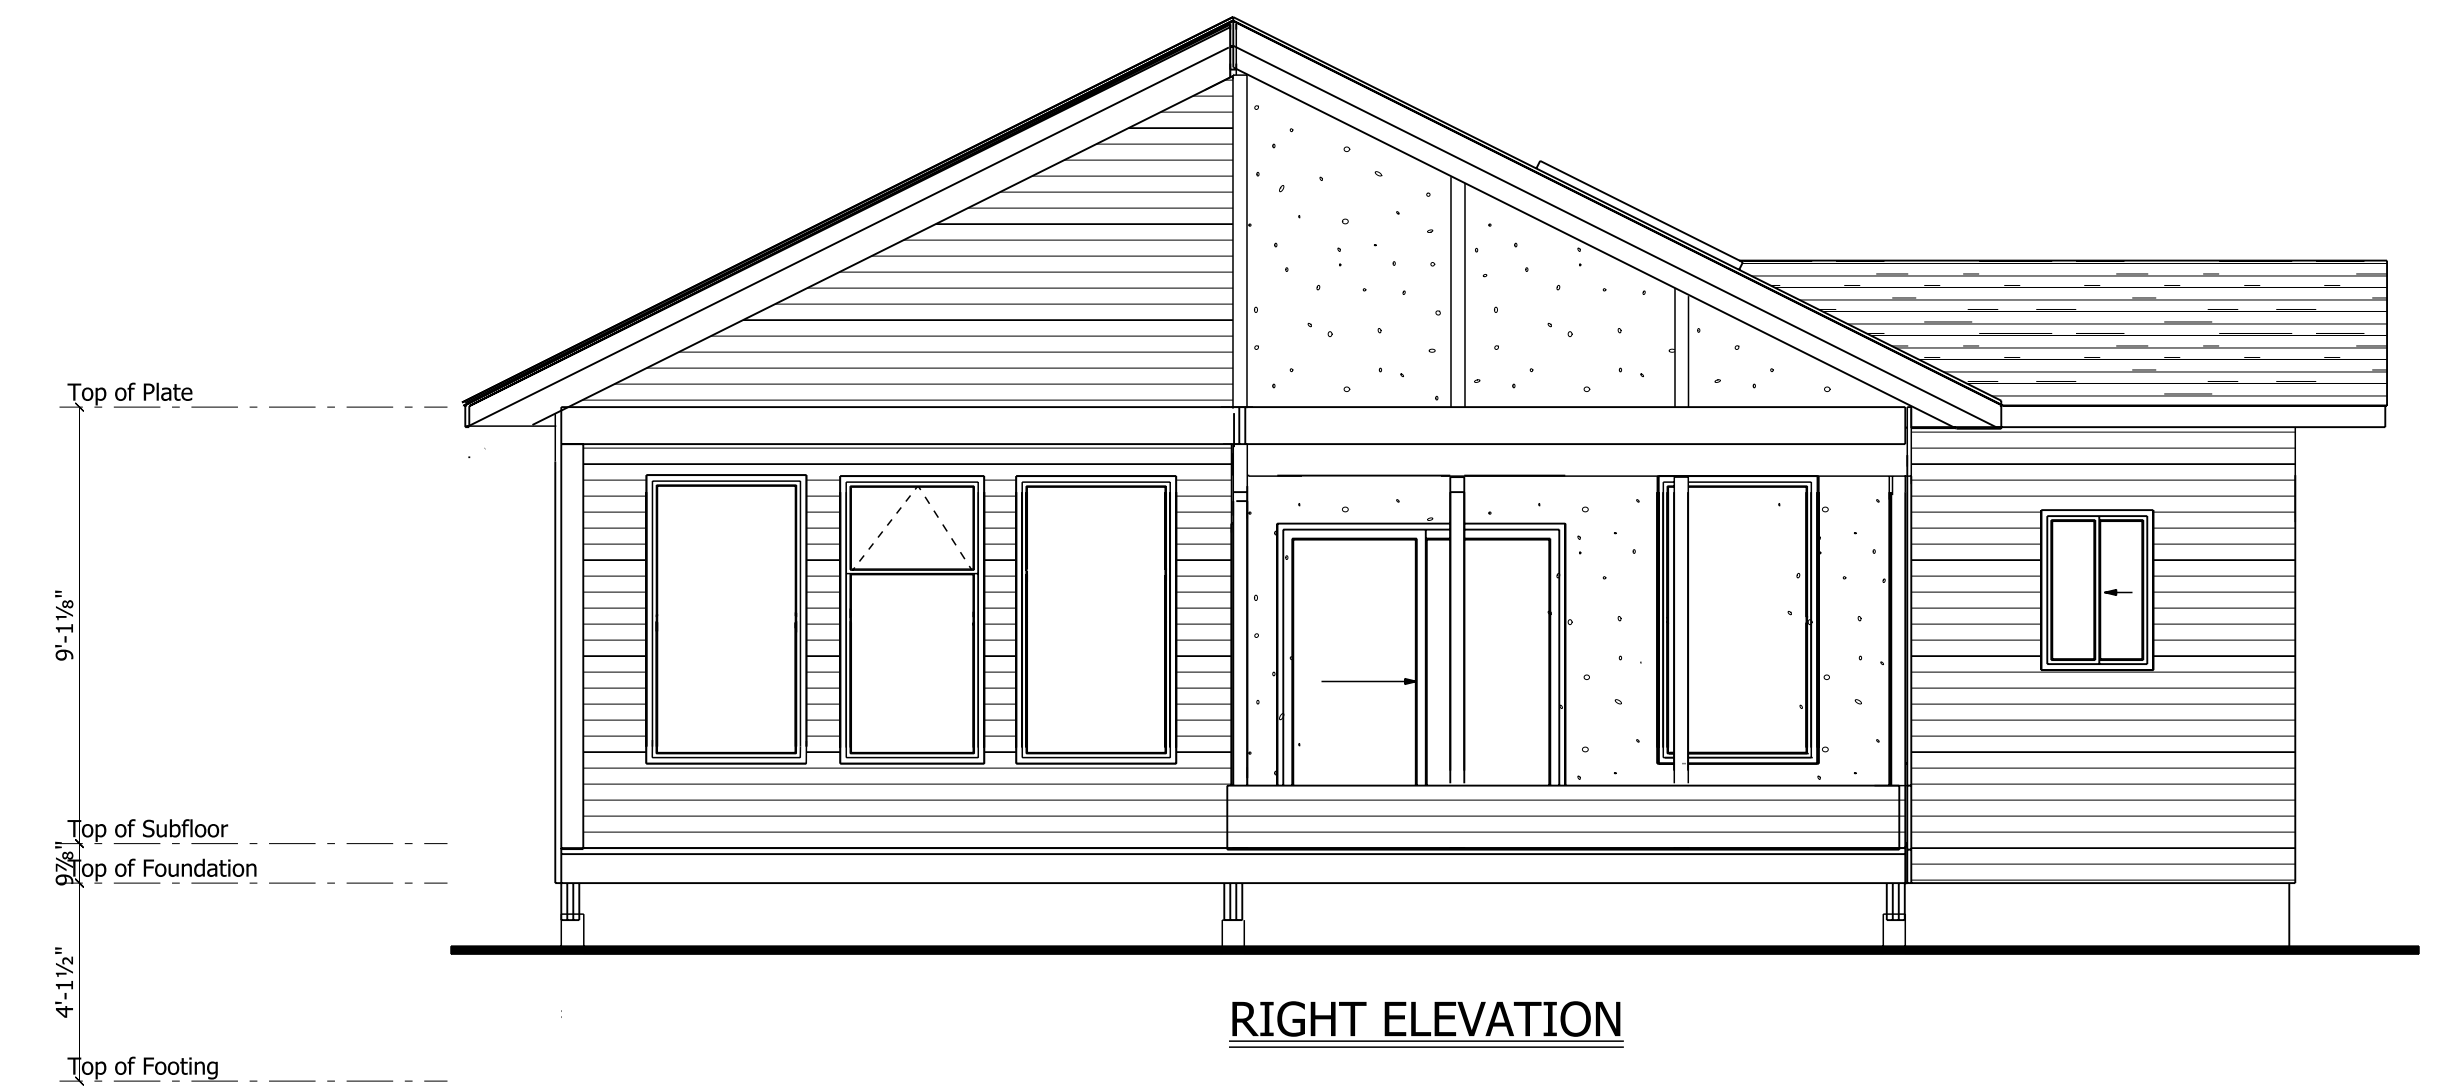 Top of Plate
9'-1⅛"
Top of Subfloor
9⅞"
Top of Foundation
4'-1½"
Top of Footing
RIGHT ELEVATION